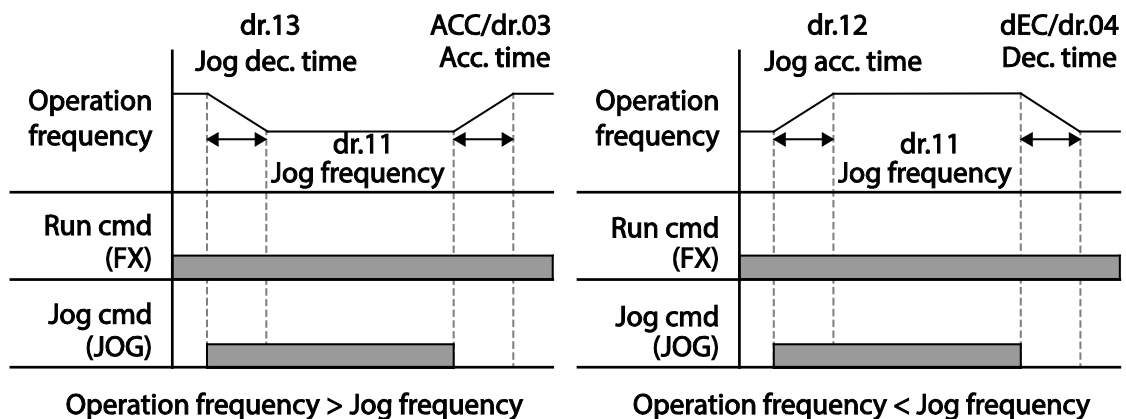 dr.13
Jog dec. time
ACC/dr.03
Acc. time
Operation
frequency
dr.11
Jog frequency
Run cmd
(FX)
Jog cmd
(JOG)
Operation frequency > Jog frequency
dr.12
Jog acc. time
dEC/dr.04
Dec. time
Operation
frequency
dr.11
Jog frequency
Run cmd
(FX)
Jog cmd
(JOG)
Operation frequency < Jog frequency